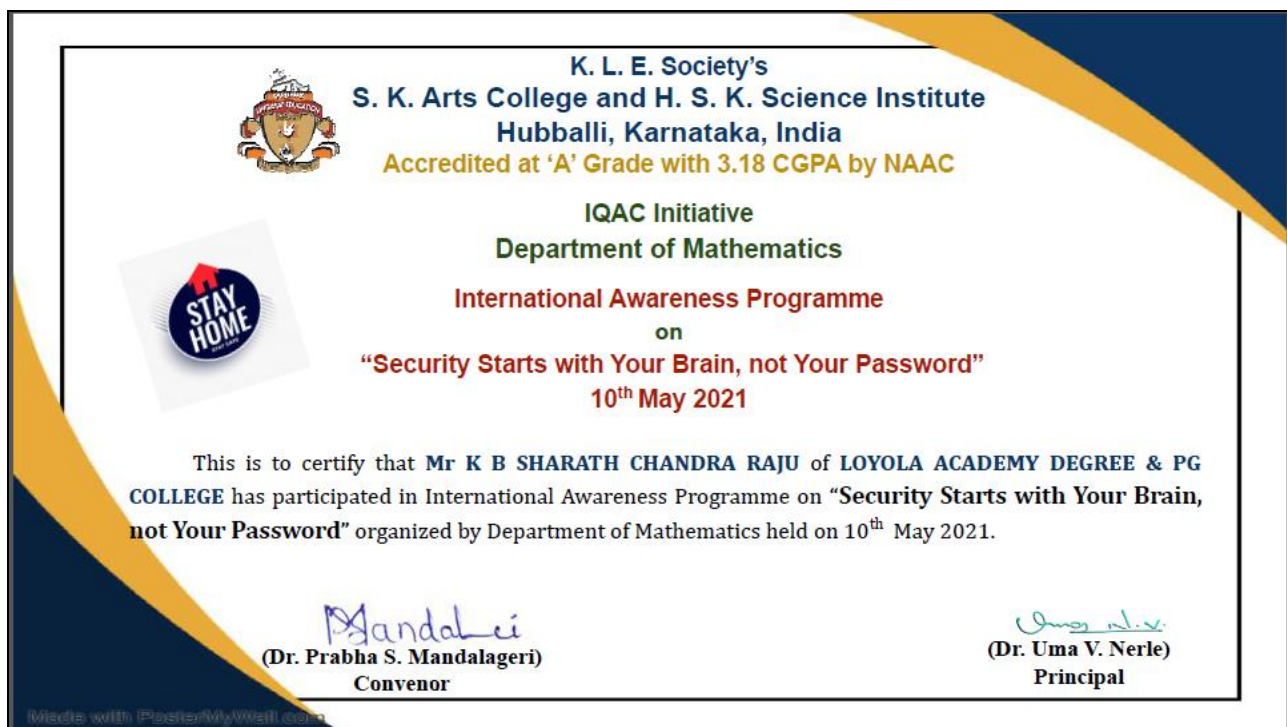 K. L. E. Society's
S. K. Arts College and H. S. K. Science Institute
Hubballi, Karnataka, India
Accredited at ‘A’ Grade with 3.18 CGPA by NAAC
IQAC Initiative
Department of Mathematics
STAY
HOME
STAY SAFE
International Awareness Programme
on
“Security Starts with Your Brain, not Your Password”
10th May 2021
This is to certify that Mr K B SHARATH CHANDRA RAJU of LOYOLA ACADEMY DEGREE & PG
COLLEGE has participated in International Awareness Programme on “Security Starts with Your Brain,
not Your Password” organized by Department of Mathematics held on 10th May 2021.
(Dr. Prabha S. Mandalageri)
Convenor
Uma N.V.
(Dr. Uma V. Nerle)
Principal
Made with PosterMyWall.com